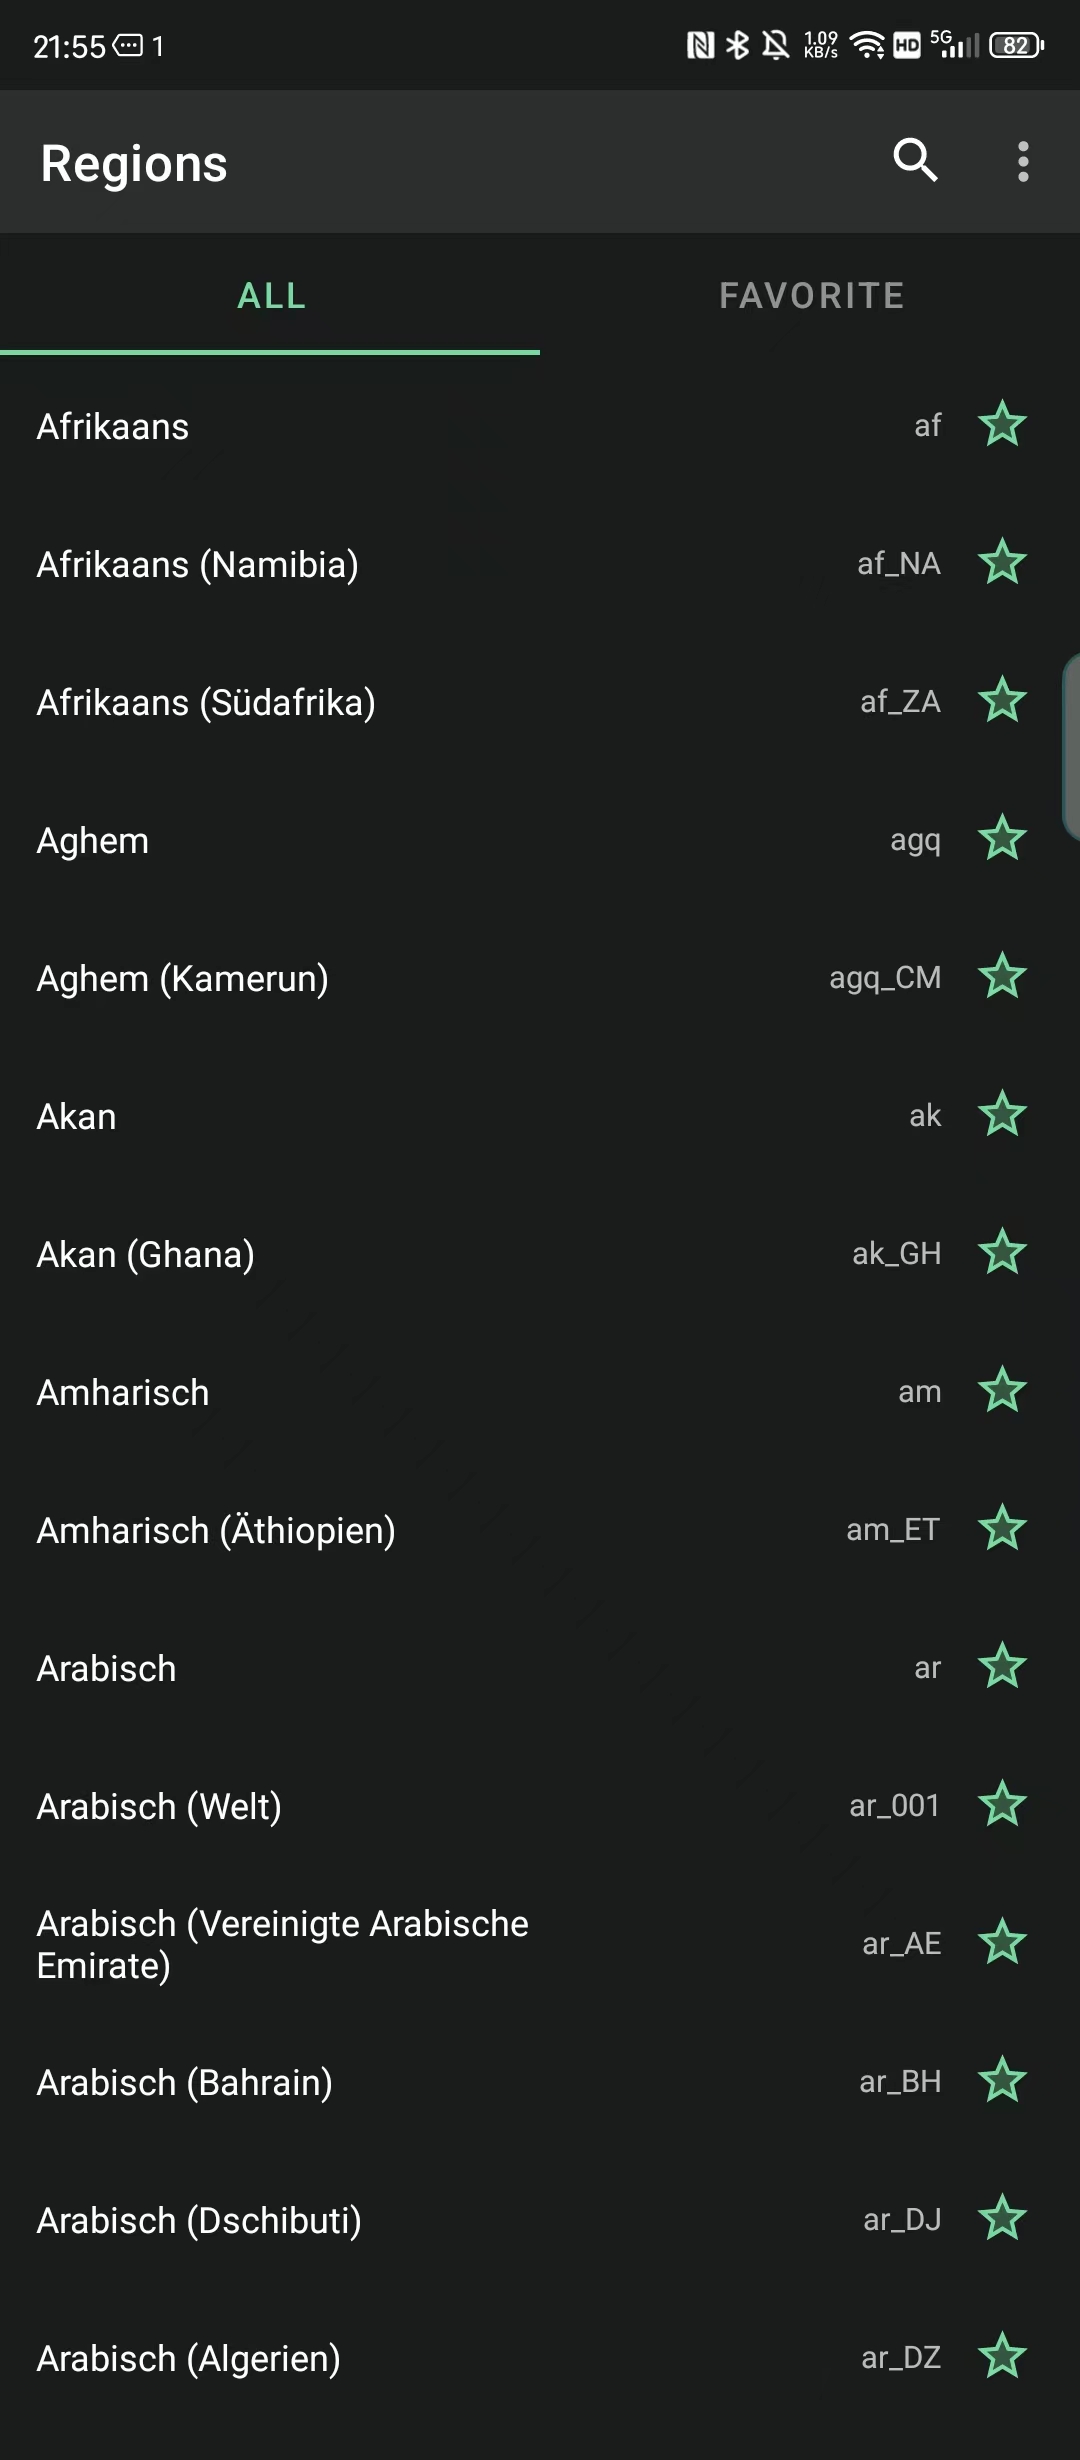 21:55 1 1.09 KB/s HD 5G 82
Regions
ALL FAVORITE
Afrikaans af
Afrikaans (Namibia) af_NA
Afrikaans (Südafrika) af_ZA
Aghem agq
Aghem (Kamerun) agq_CM
Akan ak
Akan (Ghana) ak_GH
Amharisch am
Amharisch (Äthiopien) am_ET
Arabisch ar
Arabisch (Welt) ar_001
Arabisch (Vereinigte Arabische
Emirate) ar_AE
Arabisch (Bahrain) ar_BH
Arabisch (Dschibuti) ar_DJ
Arabisch (Algerien) ar_DZ